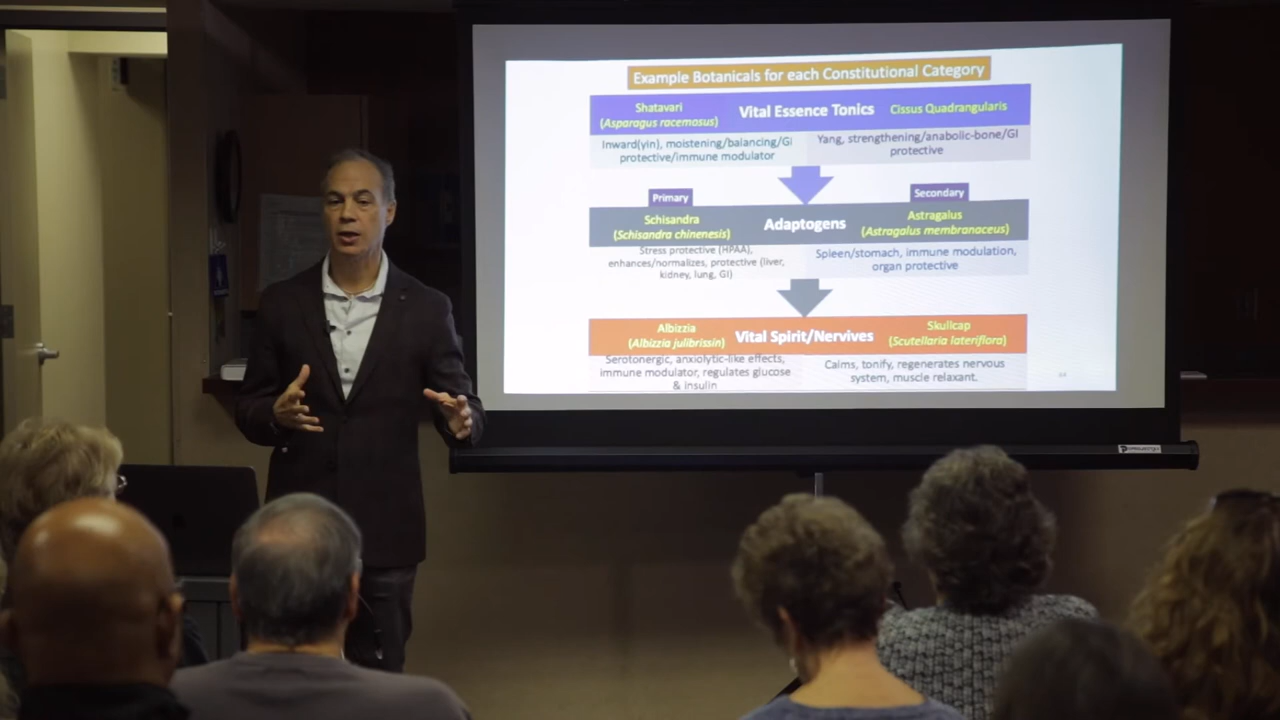 Example Botanicals for each Constitutional Category
Shatavari
(Asparagus racemosus)
Vital Essence Tonics
Cissus Quadrangularis
Inward(yin), moistening/balancing/GI
protective/immune modulator
Yang, strengthening/anabolic-bone/GI
protective
Primary
Secondary
Schisandra
(Schisandra chinenesis)
Adaptogens
Astragalus
(Astragalus membranaceus)
Stress protective (HPAA),
enhances/normalizes, protective (liver,
kidney, lung, GI)
Spleen/stomach, immune modulation,
organ protective
Albizzia
(Albizzia julibrissin)
Vital Spirit/Nervives
Skullcap
(Scutellaria lateriflora)
Serotonergic, anxiolytic-like effects,
immune modulator, regulates glucose
& insulin
Calms, tonify, regenerates nervous
system, muscle relaxant.